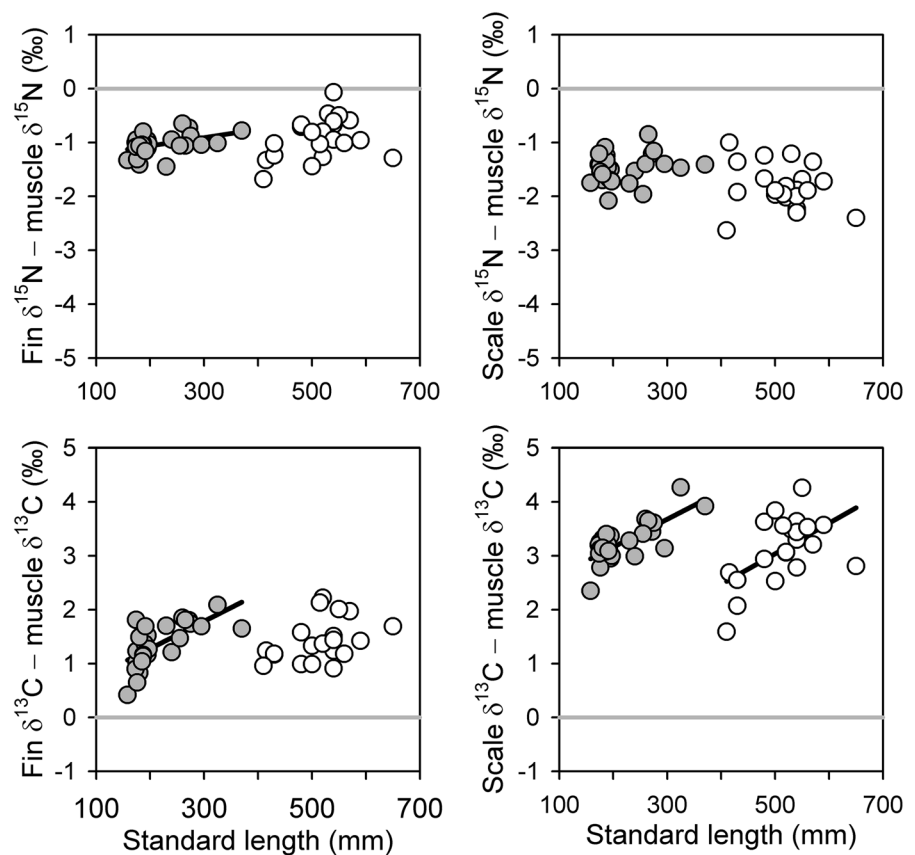 Fin δ¹⁵N – muscle δ¹⁵N (‰)
1
0
-1
-2
-3
-4
-5
100 300 500 700
Scale δ¹⁵N – muscle δ¹⁵N (‰)
1
0
-1
-2
-3
-4
-5
100 300 500 700
Fin δ¹³C – muscle δ¹³C (‰)
5
4
3
2
1
0
-1
100 300 500 700
Standard length (mm)
Scale δ¹³C – muscle δ¹³C (‰)
5
4
3
2
1
0
-1
100 300 500 700
Standard length (mm)